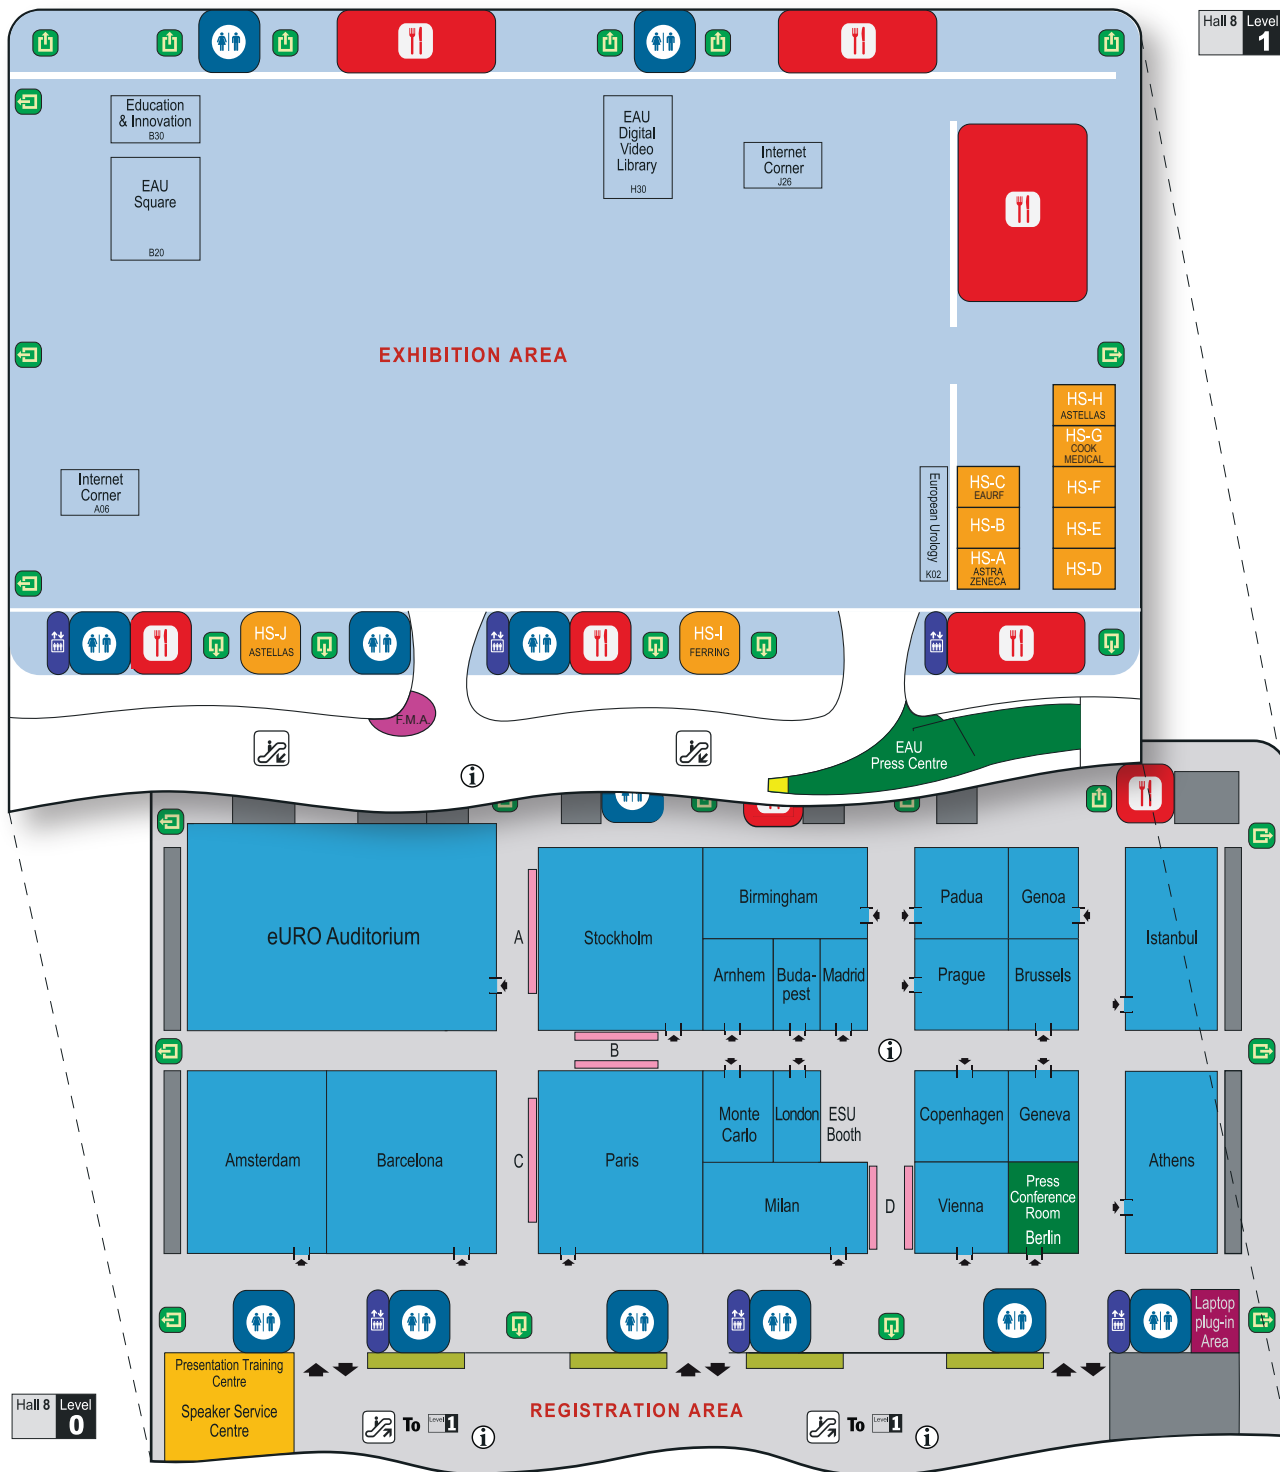 Hall 8 Level
1
Education
& Innovation
B30
EAU
Square
B20
EAU
Digital
Video
Library
H30
Internet
Corner
J26
EXHIBITION AREA
Internet
Corner
A06
European Urology
K02
HS-H
ASTELLAS
HS-G
COOK
MEDICAL
HS-C
EAURF
HS-F
HS-B
HS-E
HS-A
ASTRA
ZENECA
HS-D
HS-J
ASTELLAS
HS-I
FERRING
F.M.A.
EAU
Press Centre
i
eURO Auditorium
A
Stockholm
Birmingham
Arnhem
Buda-
pest
Madrid
Padua
Genoa
Prague
Brussels
Istanbul
B
i
Amsterdam
Barcelona
C
Paris
Monte
Carlo
London
ESU
Booth
Milan
D
Copenhagen
Geneva
Vienna
Press
Conference
Room
Berlin
Athens
Laptop
plug-in
Area
Presentation Training
Centre
Speaker Service
Centre
REGISTRATION AREA
To Level 1
i
To Level 1
i
Hall 8 Level
0